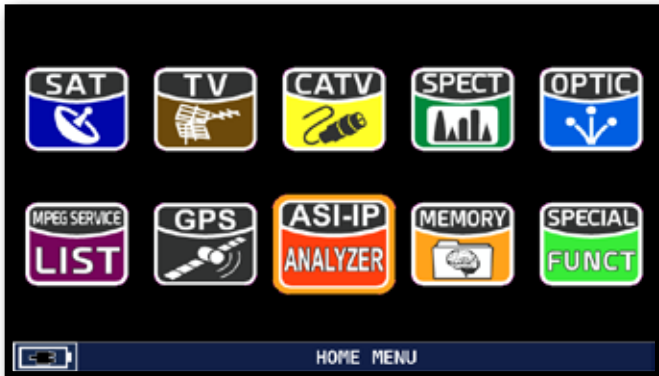 SAT
TV
CATV
SPECT
OPTIC
MPEG SERVICE
LIST
GPS
ASI-IP
ANALYZER
MEMORY
SPECIAL
FUNCT
HOME MENU